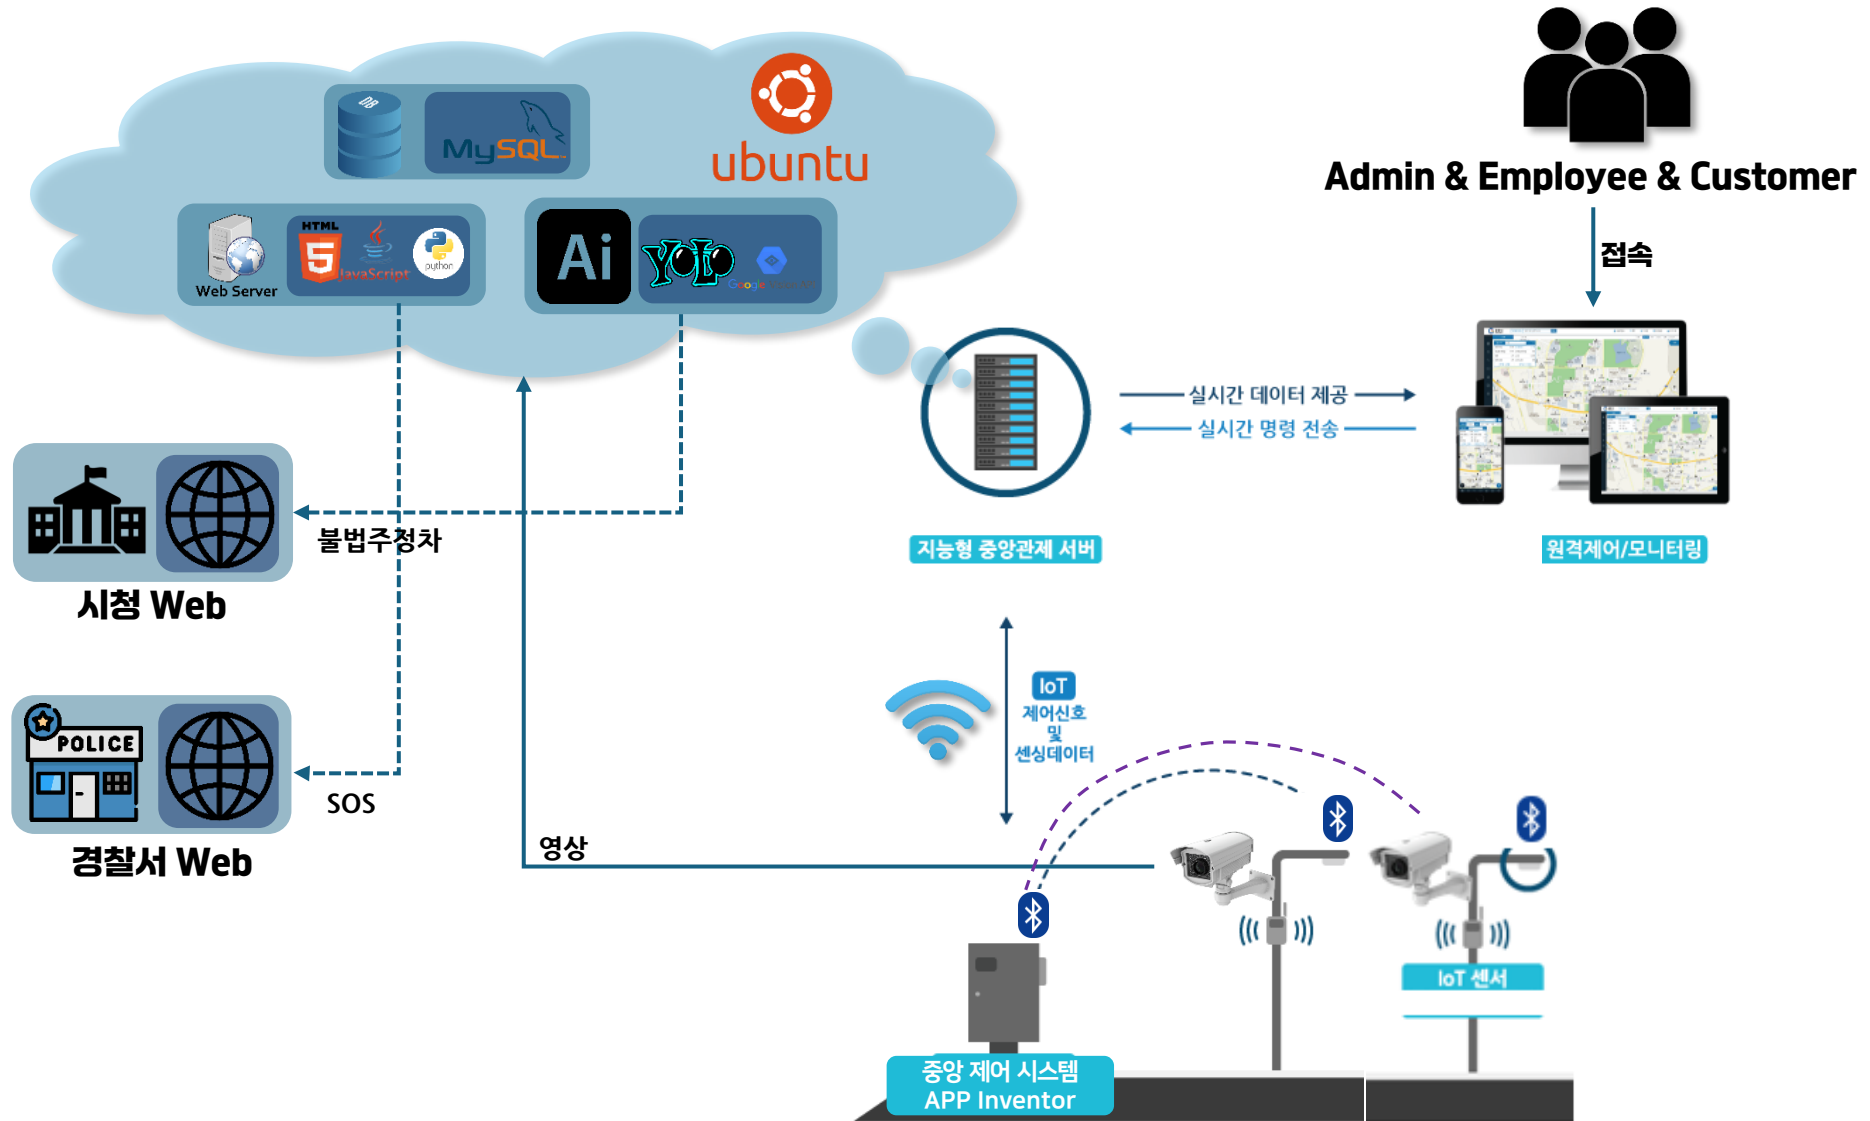 DB
MySQL
ubuntu
Admin & Employee & Customer
접속
Web Server
HTML
5
JavaScript
python
Ai
YOLO
Google
실시간 데이터 제공
실시간 명령 전송
지능형 중앙관제 서버
원격제어/모니터링
불법주정차
시청 Web
IoT
제어신호
및
센싱데이터
POLICE
SOS
경찰서 Web
영상
IoT 센서
중앙 제어 시스템
APP Inventor